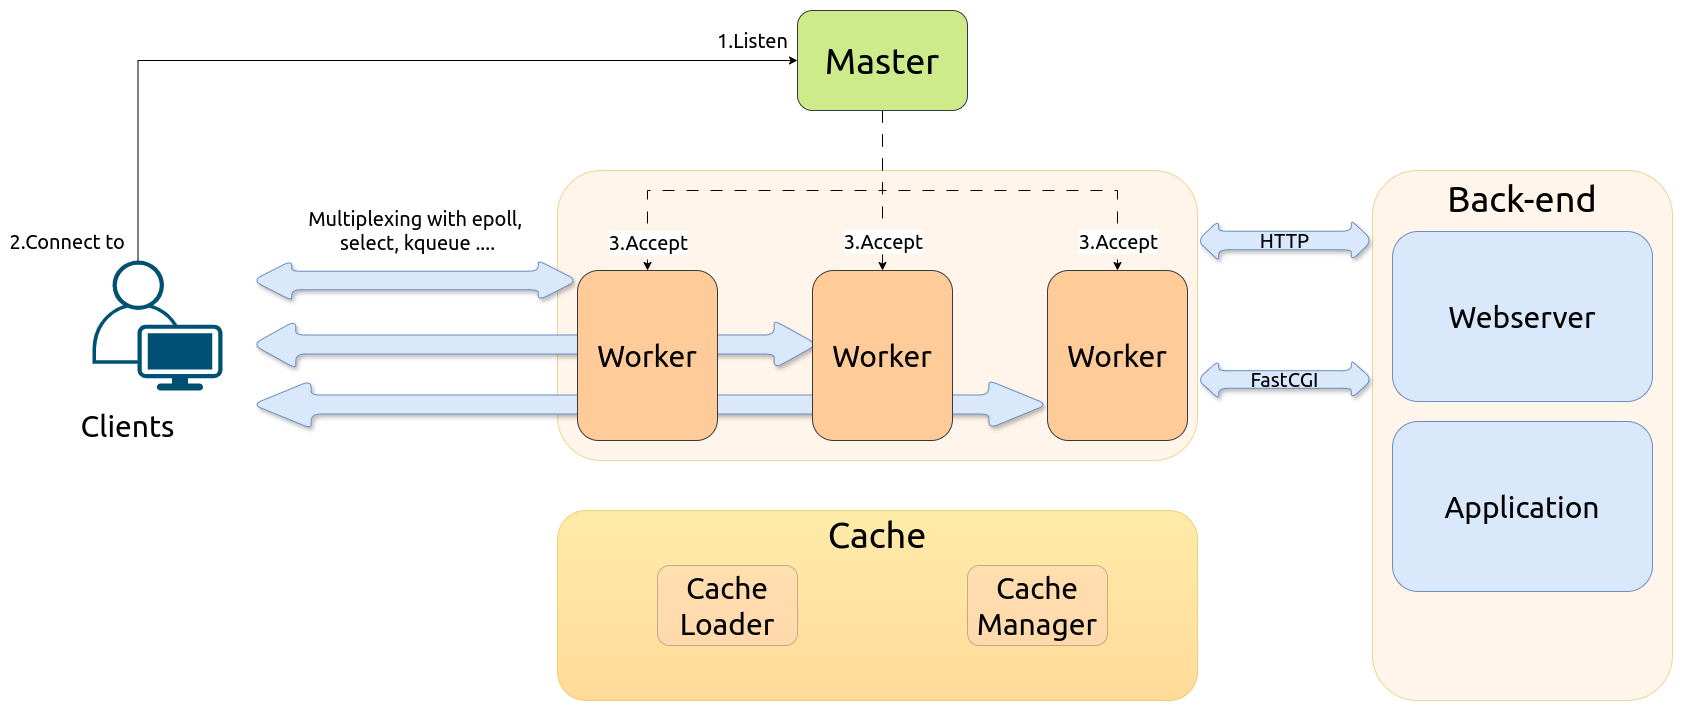 1.Listen
Master
2.Connect to
Multiplexing with epoll,
select, kqueue ....
3.Accept
3.Accept
3.Accept
Worker
Worker
Worker
Clients
HTTP
FastCGI
Back-end
Webserver
Application
Cache
Cache
Loader
Cache
Manager